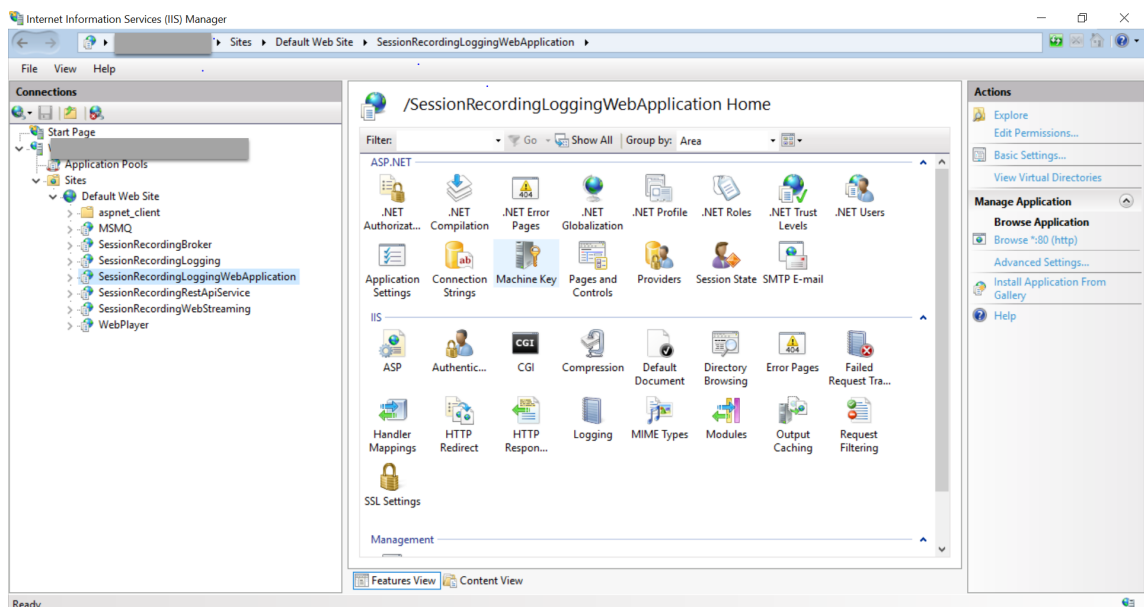 Internet Information Services (IIS) Manager
Sites Default Web Site SessionRecordingLoggingWebApplication
File View Help
Connections
Start Page
Application Pools
Sites
Default Web Site
aspnet_client
MSMQ
SessionRecordingBroker
SessionRecordingLogging
SessionRecordingLoggingWebApplication
SessionRecordingRestApiService
SessionRecordingWebStreaming
WebPlayer
/SessionRecordingLoggingWebApplication Home
Filter: Go Show All Group by: Area
ASP.NET
.NET Authorizat... .NET Compilation .NET Error Pages .NET Globalization .NET Profile .NET Roles .NET Trust Levels .NET Users
Application Settings Connection Strings Machine Key Pages and Controls Providers Session State SMTP E-mail
IIS
ASP Authentic... CGI Compression Default Document Directory Browsing Error Pages Failed Request Tra...
Handler Mappings HTTP Redirect HTTP Respon... Logging MIME Types Modules Output Caching Request Filtering
SSL Settings
Management
Features View Content View
Actions
Explore
Edit Permissions...
Basic Settings...
View Virtual Directories
Manage Application
Browse Application
Browse *:80 (http)
Advanced Settings...
Install Application From
Gallery
Help
Ready